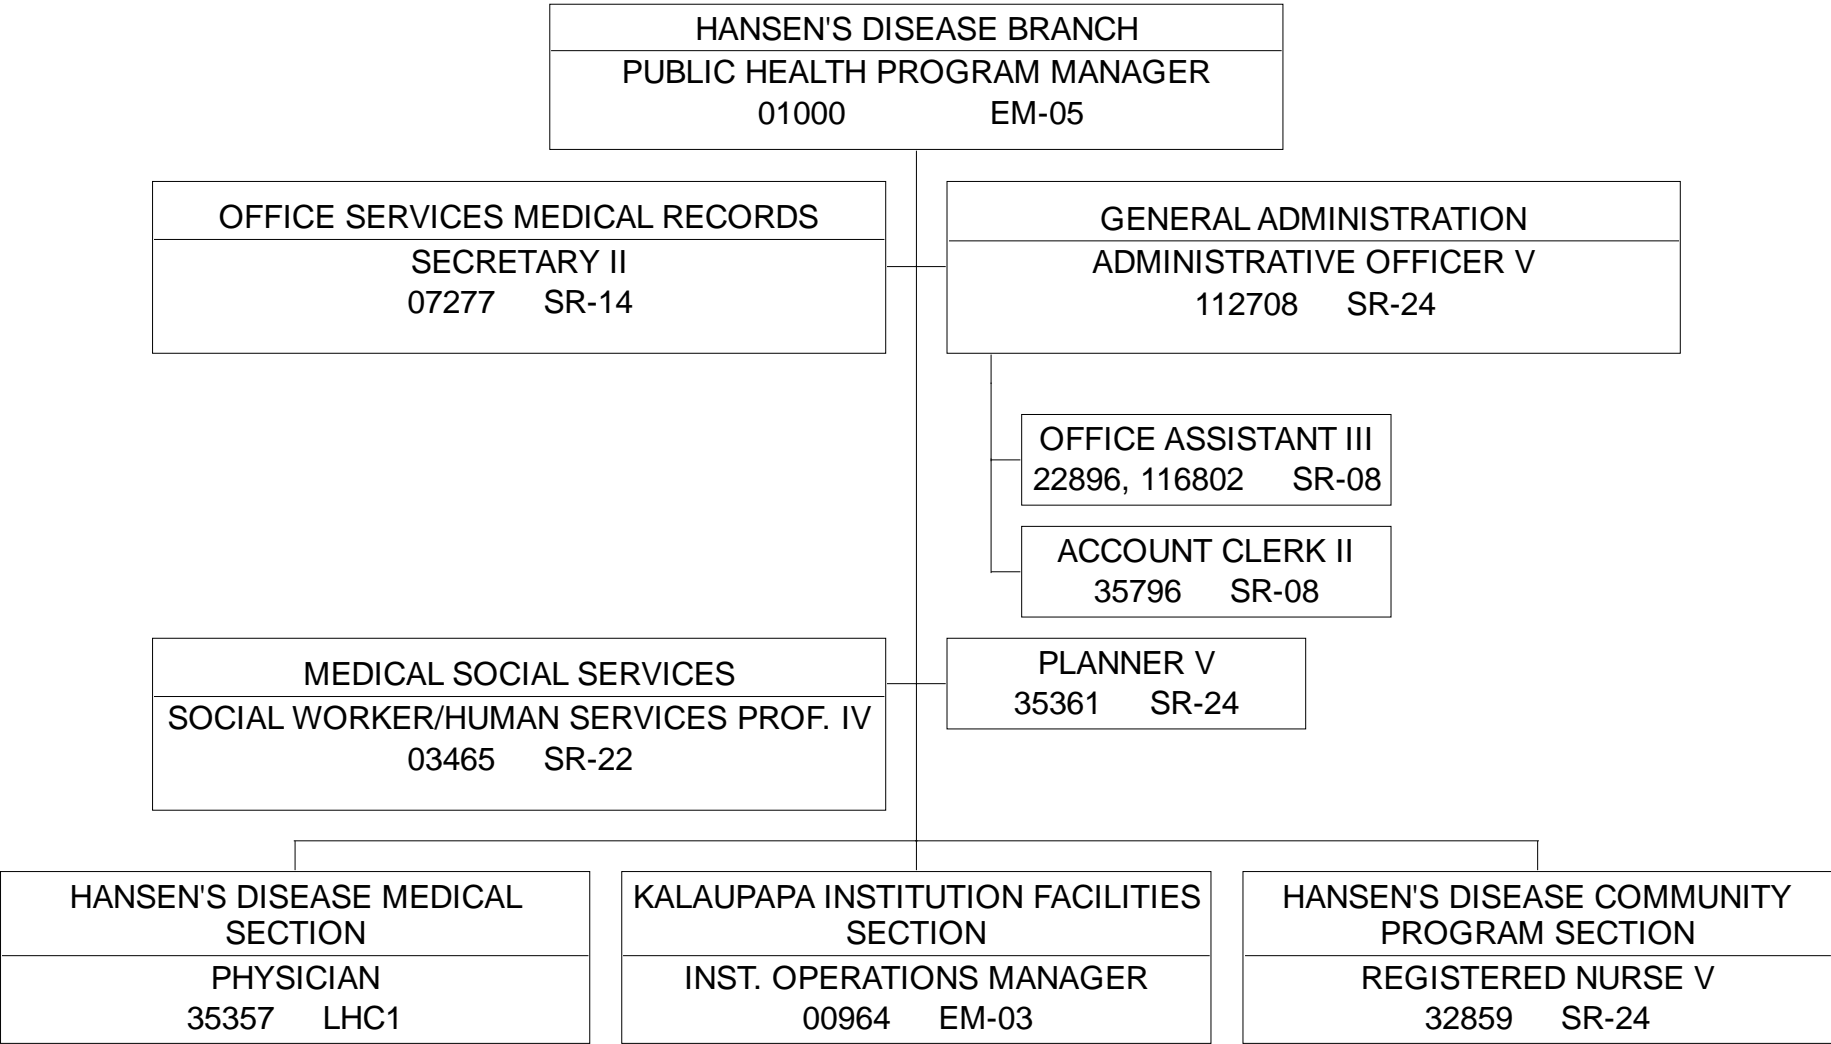 HANSEN'S DISEASE BRANCH
PUBLIC HEALTH PROGRAM MANAGER
01000 EM-05
OFFICE SERVICES MEDICAL RECORDS
SECRETARY II
07277 SR-14
GENERAL ADMINISTRATION
ADMINISTRATIVE OFFICER V
112708 SR-24
OFFICE ASSISTANT III
22896, 116802 SR-08
ACCOUNT CLERK II
35796 SR-08
MEDICAL SOCIAL SERVICES
SOCIAL WORKER/HUMAN SERVICES PROF. IV
03465 SR-22
PLANNER V
35361 SR-24
HANSEN'S DISEASE MEDICAL
SECTION
PHYSICIAN
35357 LHC1
KALAUPAPA INSTITUTION FACILITIES
SECTION
INST. OPERATIONS MANAGER
00964 EM-03
HANSEN'S DISEASE COMMUNITY
PROGRAM SECTION
REGISTERED NURSE V
32859 SR-24